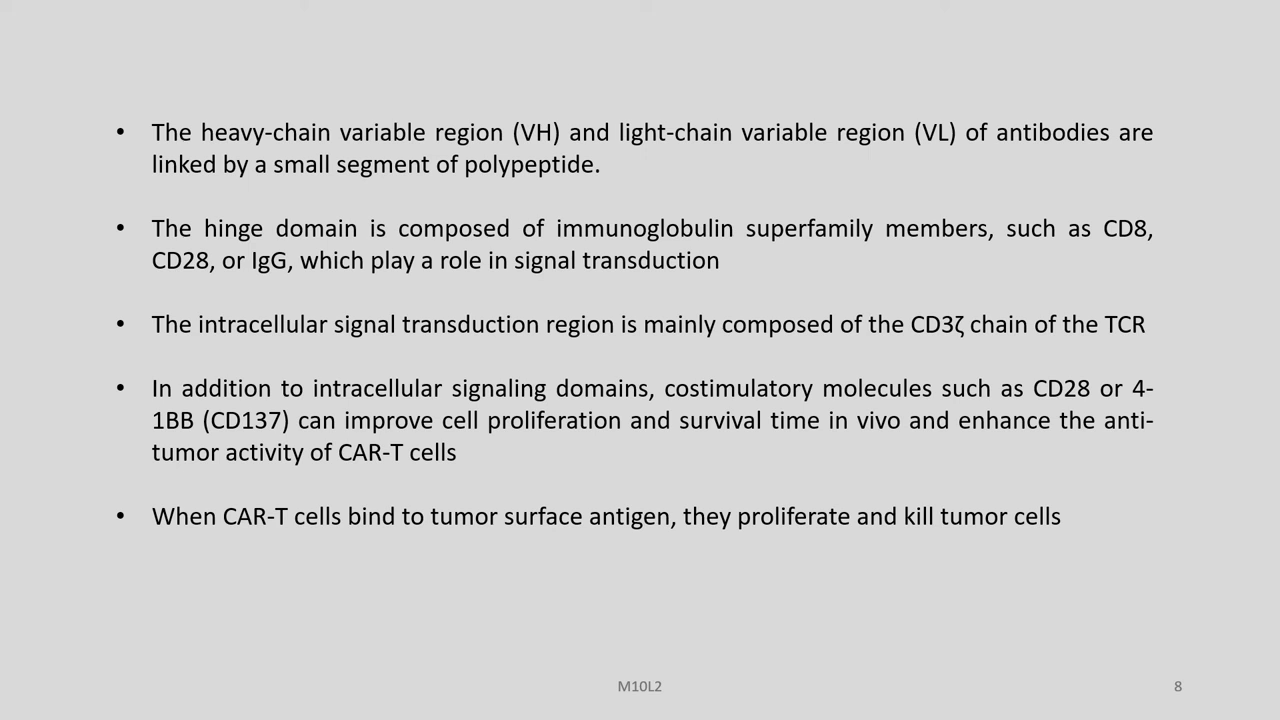 • The heavy-chain variable region (VH) and light-chain variable region (VL) of antibodies are
linked by a small segment of polypeptide.
• The hinge domain is composed of immunoglobulin superfamily members, such as CD8,
CD28, or IgG, which play a role in signal transduction
• The intracellular signal transduction region is mainly composed of the CD3ζ chain of the TCR
• In addition to intracellular signaling domains, costimulatory molecules such as CD28 or 4-
1BB (CD137) can improve cell proliferation and survival time in vivo and enhance the anti-
tumor activity of CAR-T cells
• When CAR-T cells bind to tumor surface antigen, they proliferate and kill tumor cells
M10L2
8